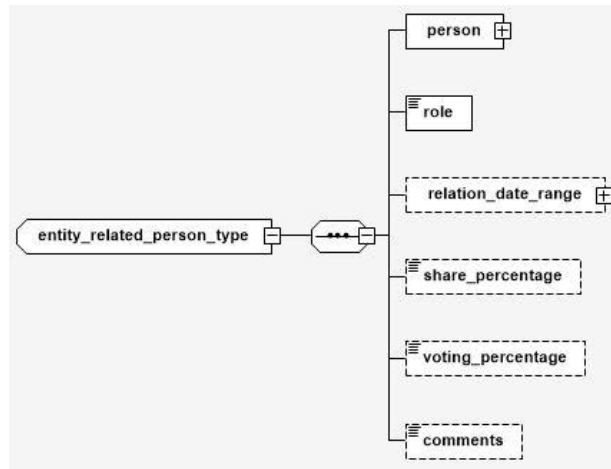 person
role
relation_date_range
entity_related_person_type
share_percentage
voting_percentage
comments